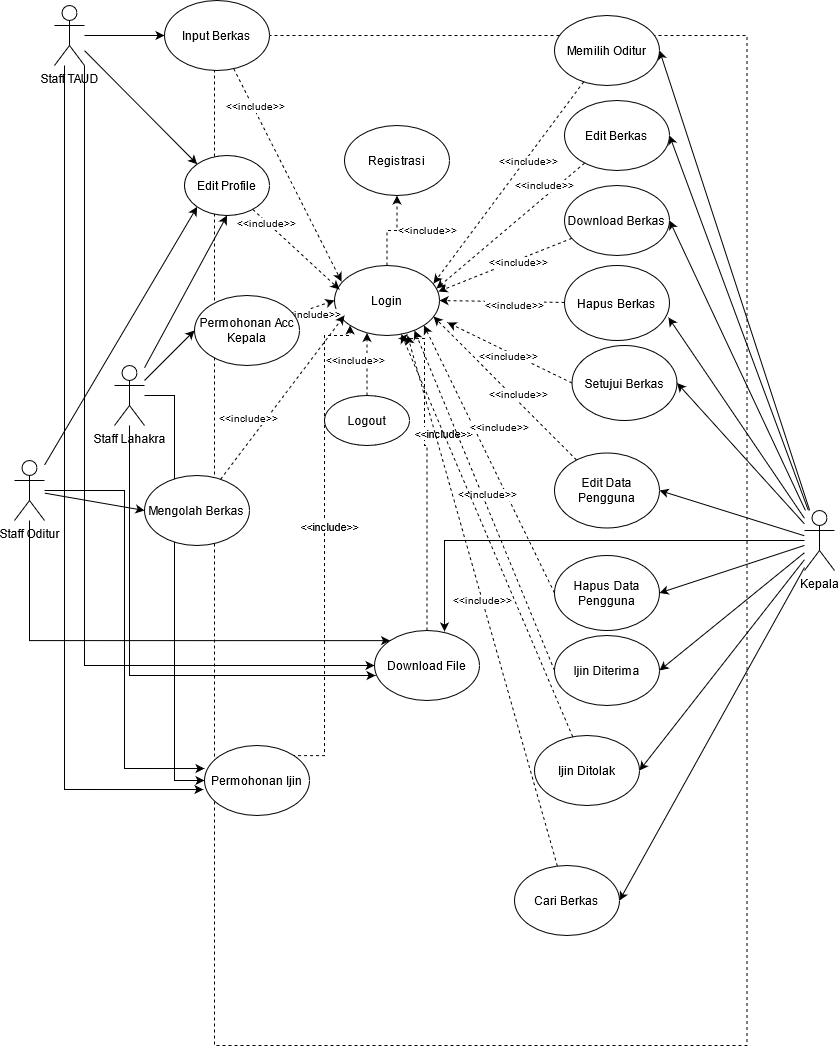 Input Berkas
Memilih Oditur
Staff TAUD
<<include>>
Edit Berkas
Registrasi
<<include>>
Edit Profile
<<include>>
<<include>>
Download Berkas
<<include>>
<<include>>
Login
Hapus Berkas
<<include>>
include>>
Permohonan Acc
Kepala
<<include>>
<<include>>
Setujui Berkas
<<include>>
Logout
<<include>>
<<include>>
<<include>>
Staff Lahakra
Edit Data
Pengguna
<<include>>
Mengolah Berkas
<<include>>
Staff Oditur
Kepala
Hapus Data
Pengguna
<<include>>
Download File
Ijin Diterima
Ijin Ditolak
Permohonan Ijin
Cari Berkas